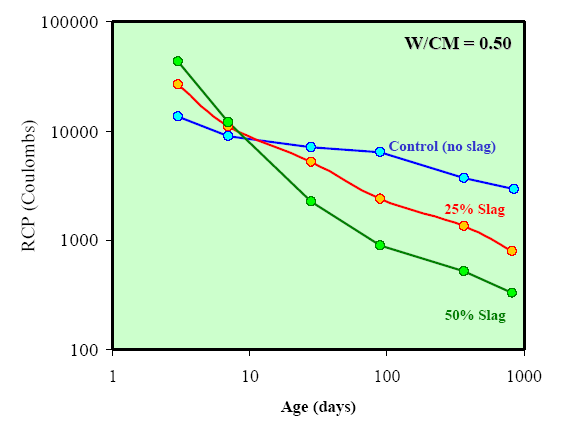 100000
W/CM = 0.50
10000
Control (no slag)
RCP (Coulombs)
25% Slag
1000
50% Slag
100
1 10 100 1000
Age (days)